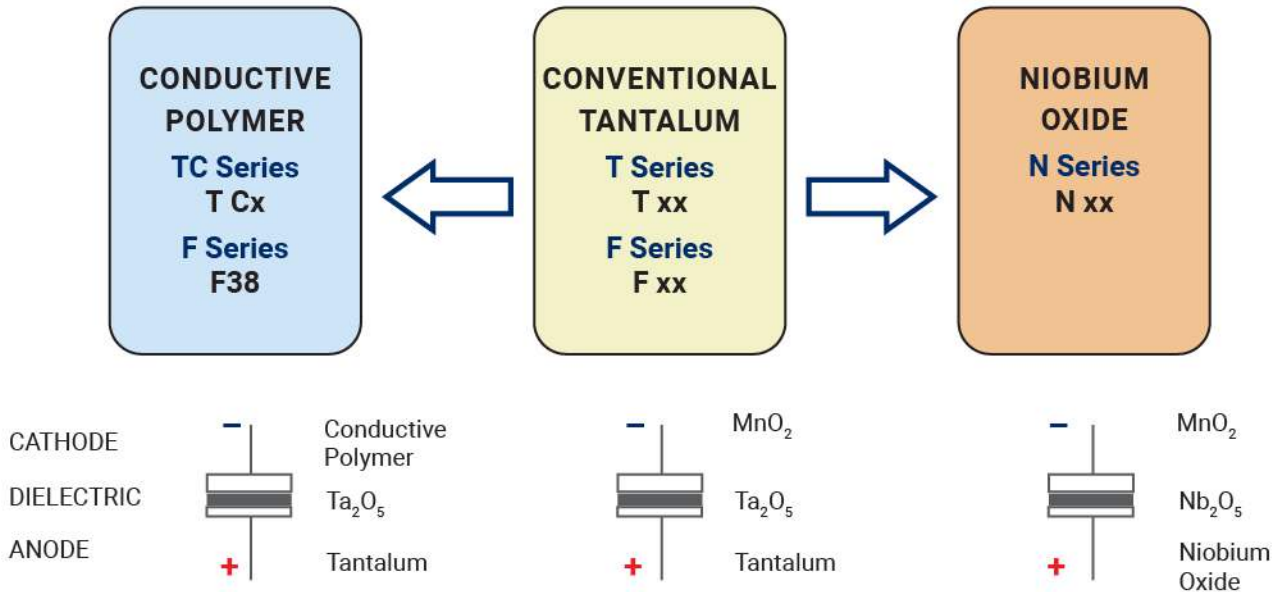 CONDUCTIVE
POLYMER
TC Series
T Cx
F Series
F38
CONVENTIONAL
TANTALUM
T Series
T xx
F Series
F xx
NIOBIUM
OXIDE
N Series
N xx
CATHODE
DIELECTRIC
ANODE
−
Conductive
Polymer
Ta₂O₅
+
Tantalum
−
MnO₂
Ta₂O₅
+
Tantalum
−
MnO₂
Nb₂O₅
+
Niobium
Oxide